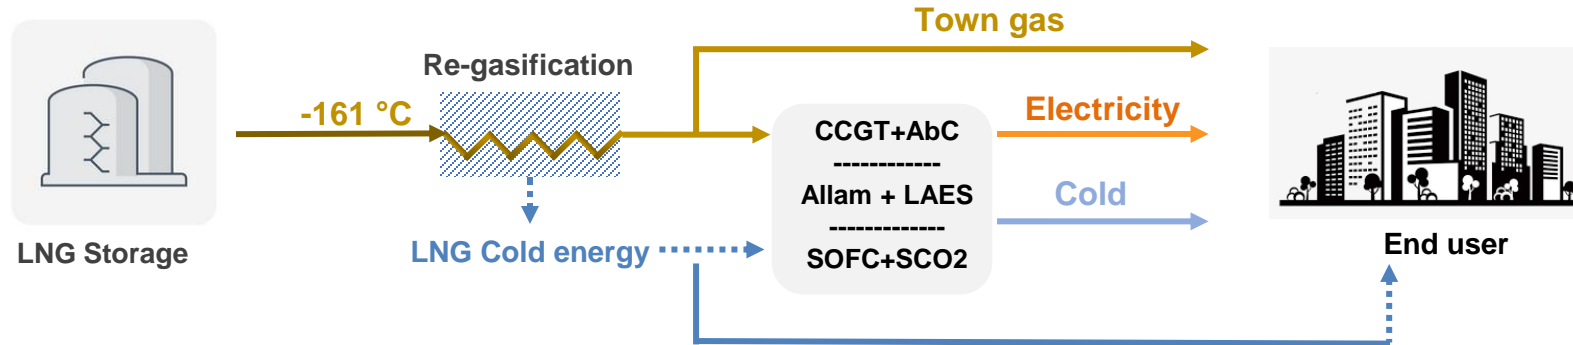 Town gas
Re-gasification
-161 °C
CCGT+AbC
------------
Allam + LAES
-------------
SOFC+SCO2
Electricity
Cold
LNG Storage
LNG Cold energy
End user